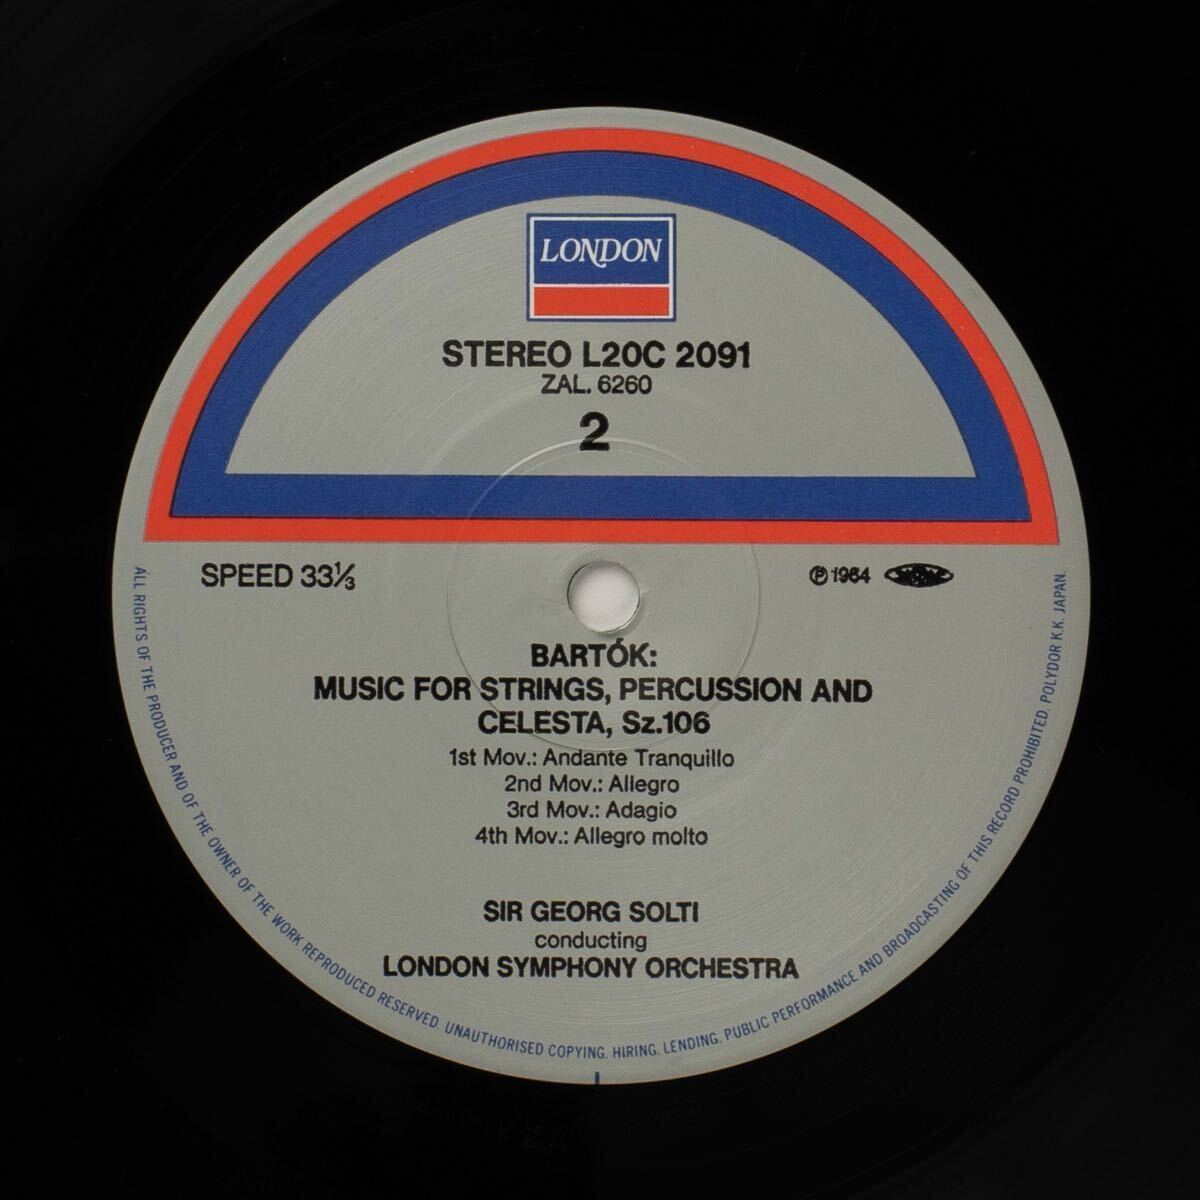 LONDON
STEREO L20C 2091
ZAL. 6260
2
SPEED 33⅓
℗ 1964
BARTÓK:
MUSIC FOR STRINGS, PERCUSSION AND
CELESTA, Sz.106
1st Mov.: Andante Tranquillo
2nd Mov.: Allegro
3rd Mov.: Adagio
4th Mov.: Allegro molto
SIR GEORG SOLTI
conducting
LONDON SYMPHONY ORCHESTRA
ALL RIGHTS OF THE PRODUCER AND OF THE OWNER OF THE WORK REPRODUCED RESERVED. UNAUTHORISED COPYING. HIRING. LENDING. PUBLIC PERFORMANCE AND BROADCASTING OF THIS RECORD PROHIBITED. POLYDOR K.K. JAPAN.